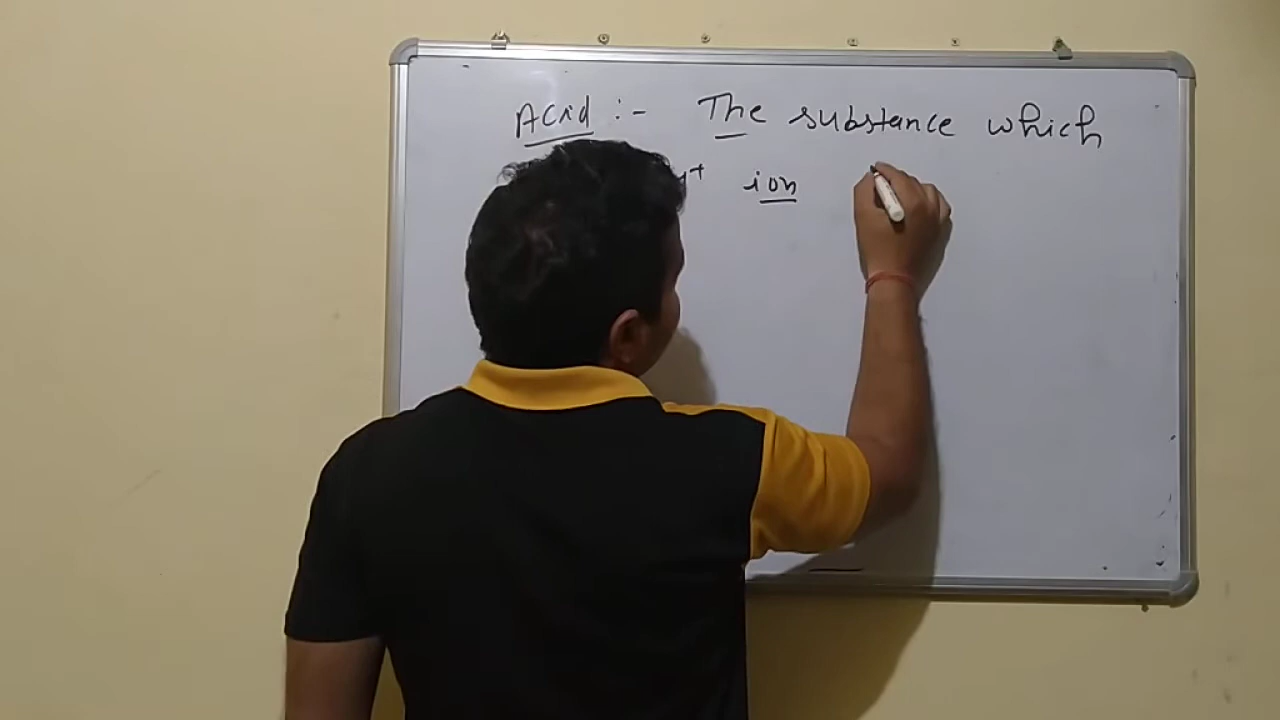 Acid :- The substance which
ion